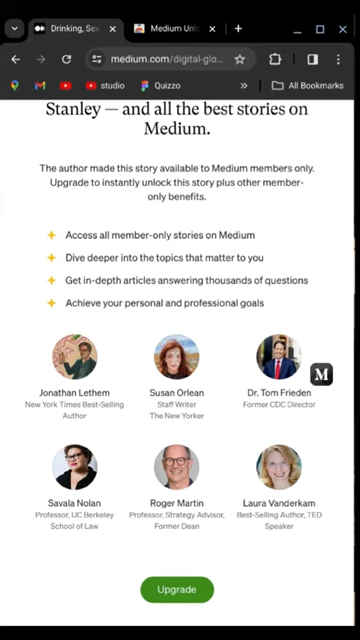 Drinking, Se
Medium Unlo
medium.com/digital-glo...
studio
Quizzo
All Bookmarks
Stanley — and all the best stories on
Medium.
The author made this story available to Medium members only.
Upgrade to instantly unlock this story plus other member-
only benefits.
Access all member-only stories on Medium
Dive deeper into the topics that matter to you
Get in-depth articles answering thousands of questions
Achieve your personal and professional goals
M
Jonathan Lethem
New York Times Best-Selling
Author
Susan Orlean
Staff Writer
The New Yorker
Dr. Tom Frieden
Former CDC Director
Savala Nolan
Professor, UC Berkeley
School of Law
Roger Martin
Professor, Strategy Advisor,
Former Dean
Laura Vanderkam
Best-Selling Author, TED
Speaker
Upgrade